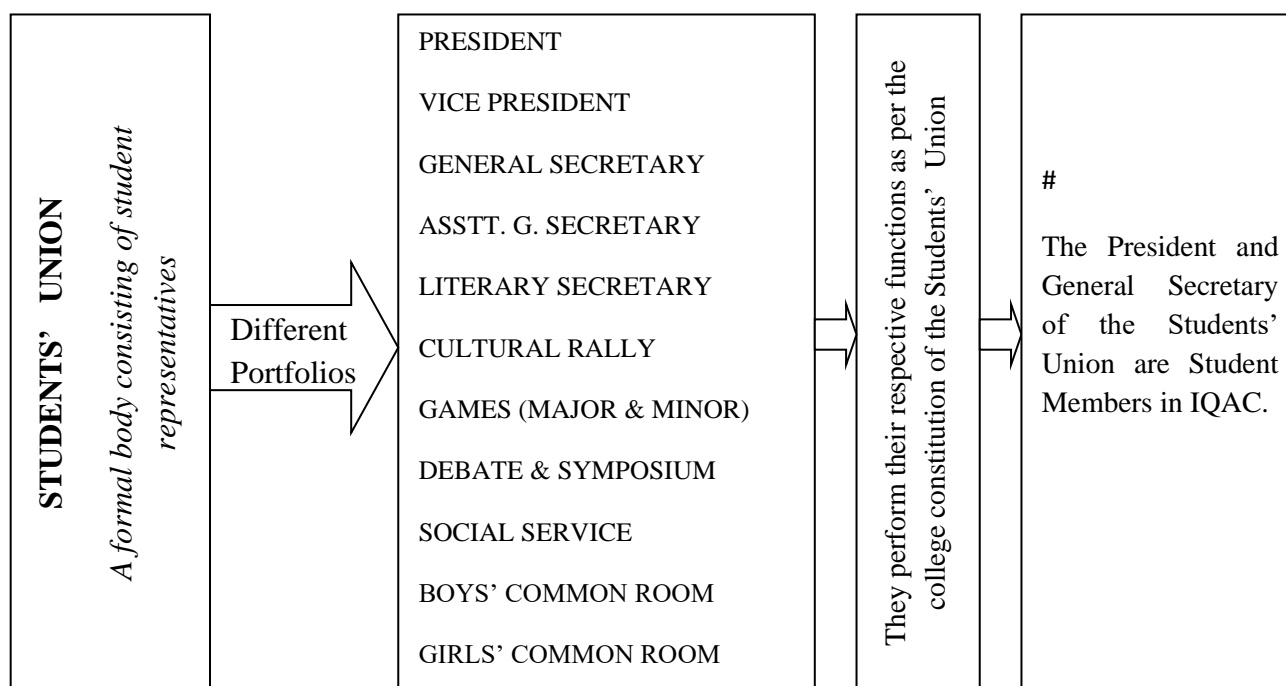 STUDENTS’ UNION
A formal body consisting of student
representatives
Different
Portfolios
PRESIDENT
VICE PRESIDENT
GENERAL SECRETARY
ASSTT. G. SECRETARY
LITERARY SECRETARY
CULTURAL RALLY
GAMES (MAJOR & MINOR)
DEBATE & SYMPOSIUM
SOCIAL SERVICE
BOYS’ COMMON ROOM
GIRLS’ COMMON ROOM
They perform their respective functions as per the
college constitution of the Students’ Union
#
The President and
General Secretary
of the Students’
Union are Student
Members in IQAC.